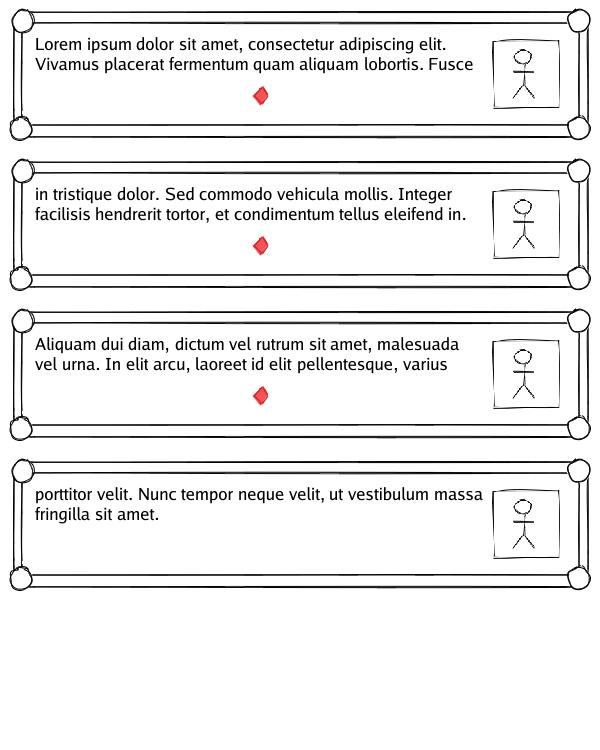 Lorem ipsum dolor sit amet, consectetur adipiscing elit.
Vivamus placerat fermentum quam aliquam lobortis. Fusce
in tristique dolor. Sed commodo vehicula mollis. Integer
facilisis hendrerit tortor, et condimentum tellus eleifend in.
Aliquam dui diam, dictum vel rutrum sit amet, malesuada
vel urna. In elit arcu, laoreet id elit pellentesque, varius
porttitor velit. Nunc tempor neque velit, ut vestibulum massa
fringilla sit amet.